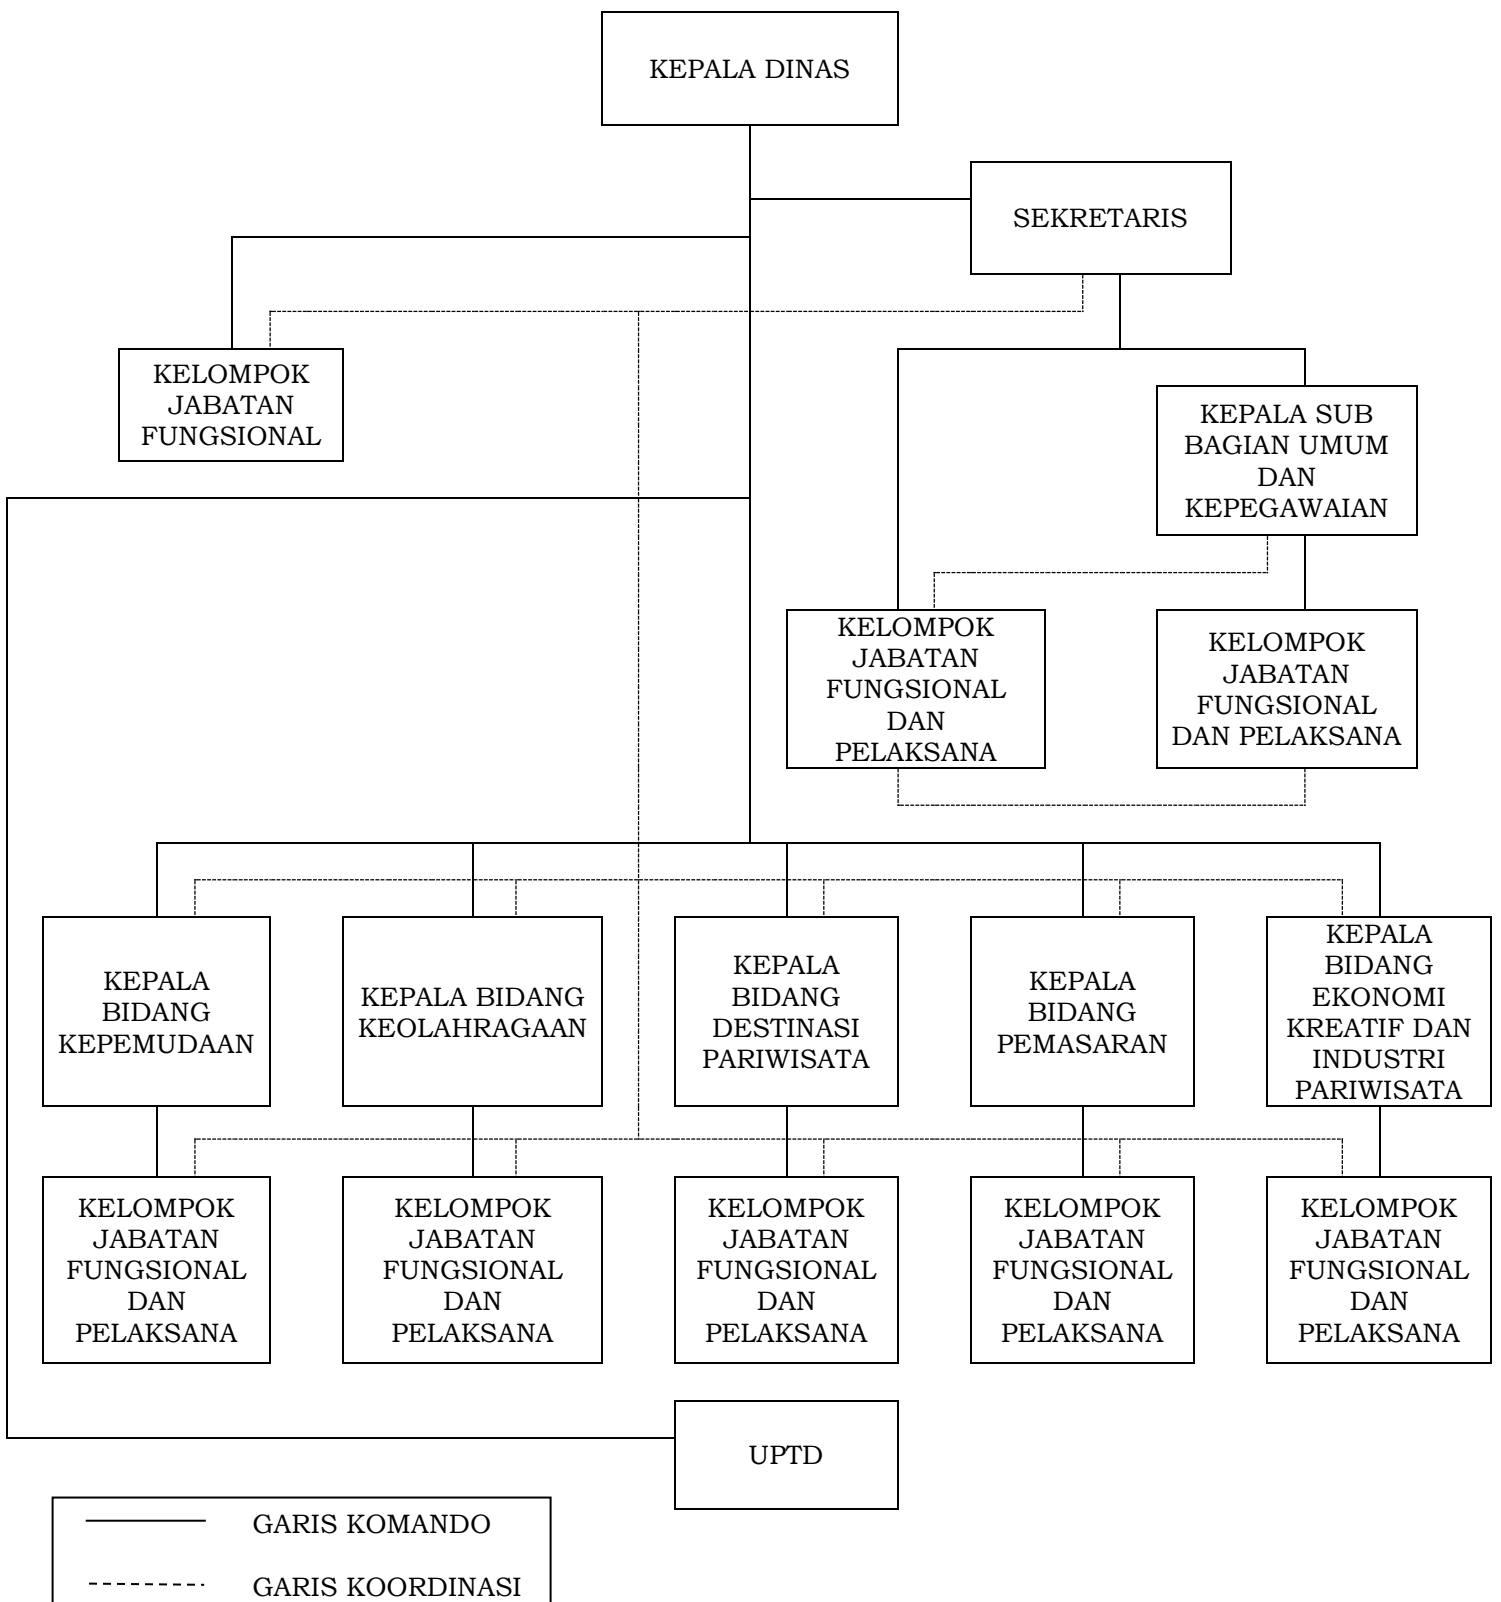 KEPALA DINAS
SEKRETARIS
KELOMPOK
JABATAN
FUNGSIONAL
KEPALA SUB
BAGIAN UMUM
DAN
KEPEGAWAIAN
KELOMPOK
JABATAN
FUNGSIONAL
DAN
PELAKSANA
KELOMPOK
JABATAN
FUNGSIONAL
DAN PELAKSANA
KEPALA
BIDANG
KEPEMUDAAN
KEPALA BIDANG
KEOLAHRAGAAN
KEPALA
BIDANG
DESTINASI
PARIWISATA
KEPALA
BIDANG
PEMASARAN
KEPALA
BIDANG
EKONOMI
KREATIF DAN
INDUSTRI
PARIWISATA
KELOMPOK
JABATAN
FUNGSIONAL
DAN
PELAKSANA
KELOMPOK
JABATAN
FUNGSIONAL
DAN
PELAKSANA
KELOMPOK
JABATAN
FUNGSIONAL
DAN
PELAKSANA
KELOMPOK
JABATAN
FUNGSIONAL
DAN
PELAKSANA
KELOMPOK
JABATAN
FUNGSIONAL
DAN
PELAKSANA
UPTD
GARIS KOMANDO
GARIS KOORDINASI